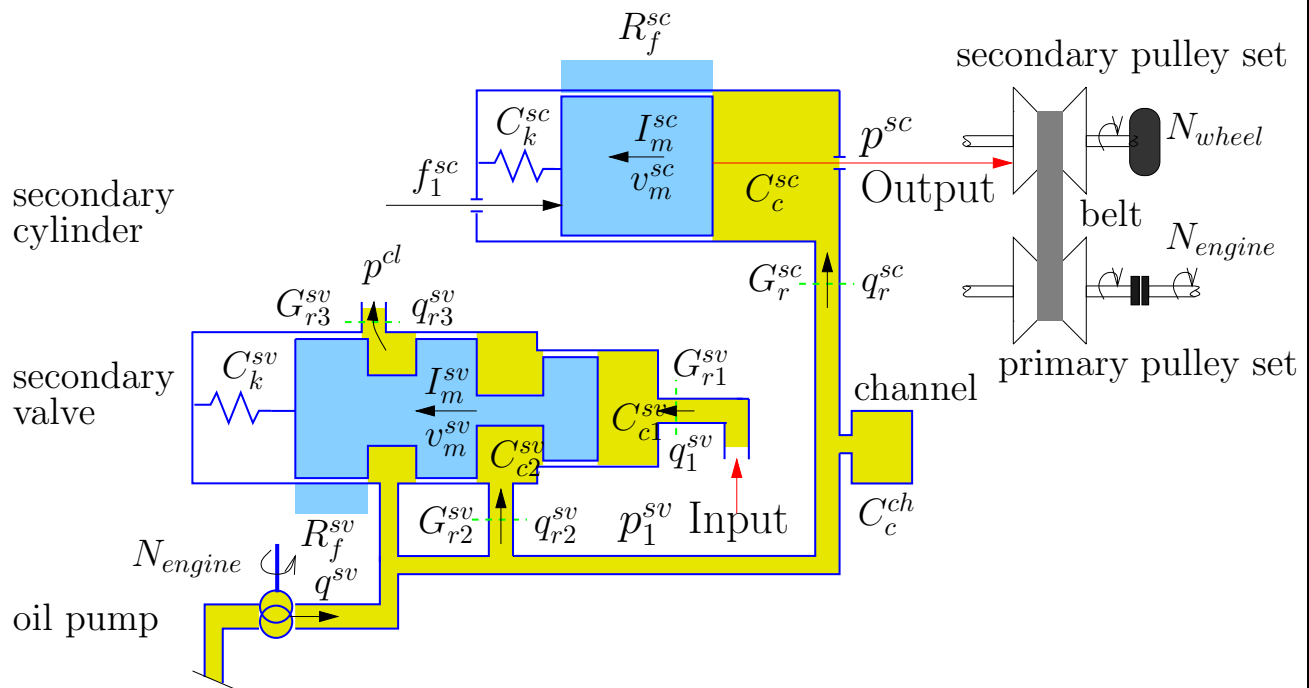 R_f^{sc}
secondary pulley set
C_k^{sc}
I_m^{sc}
p^{sc}
N_{wheel}
f_1^{sc}
v_m^{sc}
C_c^{sc}
Output
secondary
cylinder
belt
N_{engine}
p^{cl}
G_{r3}^{sv}
q_{r3}^{sv}
G_r^{sc}
q_r^{sc}
primary pulley set
C_k^{sv}
I_m^{sv}
G_{r1}^{sv}
secondary
valve
channel
v_m^{sv}
C_{c1}^{sv}
q_1^{sv}
C_{c2}^{sv}
G_{r2}^{sv}
q_{r2}^{sv}
p_1^{sv}
Input
C_c^{ch}
R_f^{sv}
N_{engine}
q^{sv}
oil pump